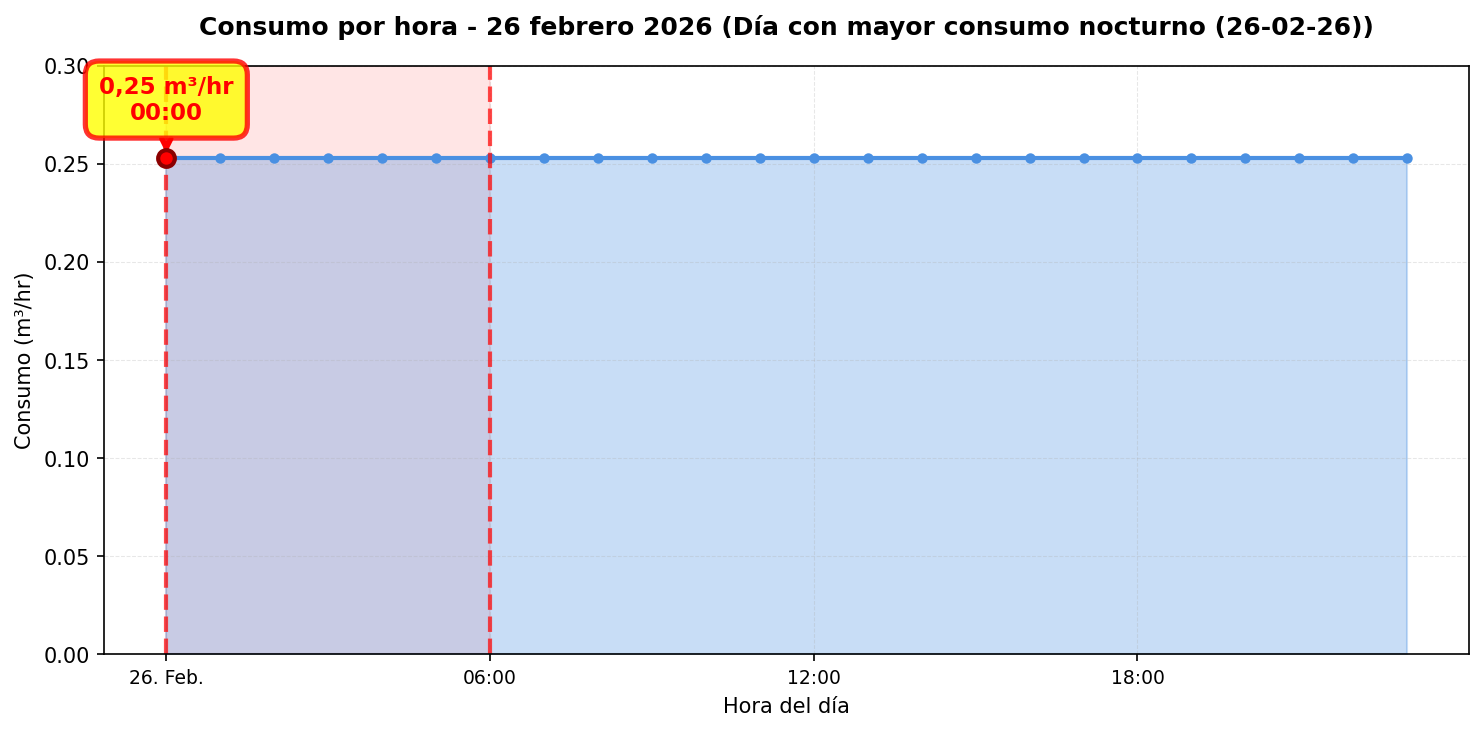 Consumo por hora - 26 febrero 2026 (Día con mayor consumo nocturno (26-02-26))
0,25 m³/hr
00:00
Consumo (m³/hr)
0.30
0.25
0.20
0.15
0.10
0.05
0.00
26. Feb.
06:00
12:00
18:00
Hora del día